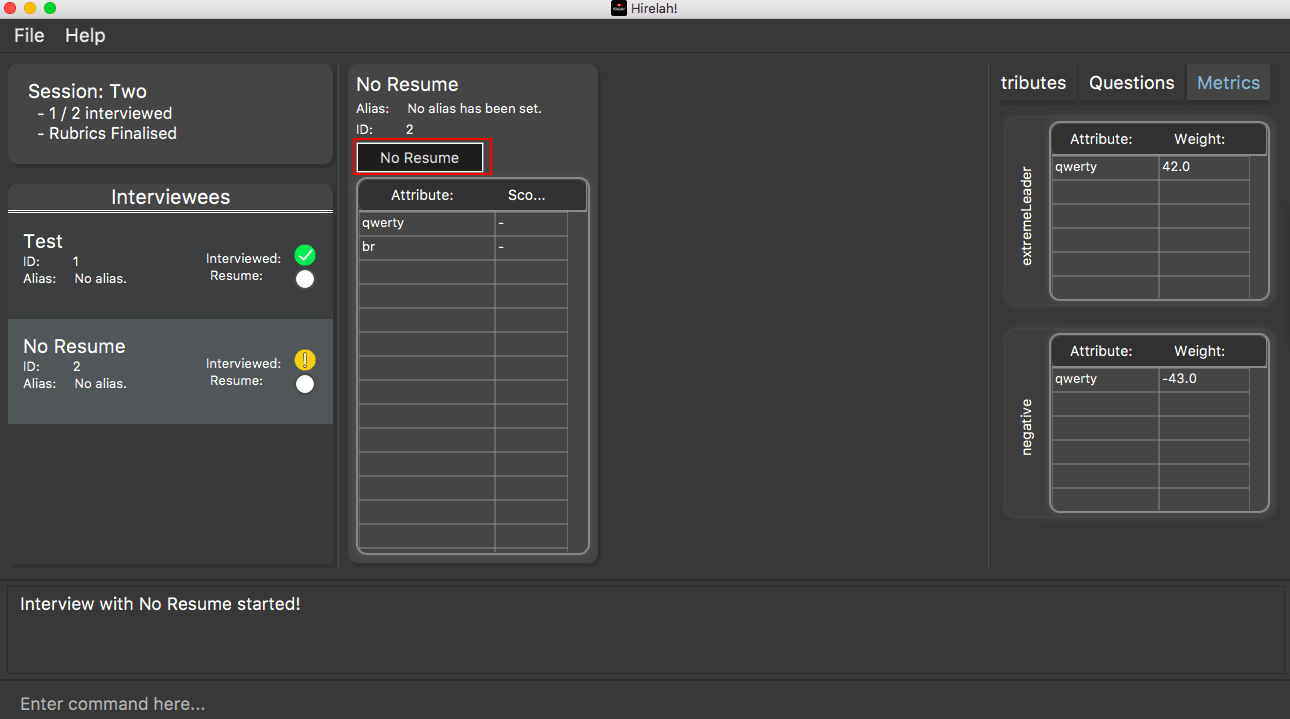 Hirelah!
File Help
Session: Two
- 1 / 2 interviewed
- Rubrics Finalised
Interviewees
Test
ID: 1
Alias: No alias.
Interviewed:
Resume:
No Resume
ID: 2
Alias: No alias.
Interviewed:
Resume:
No Resume
Alias: No alias has been set.
ID: 2
No Resume
Attribute: Sco...
qwerty -
br -
tributes Questions Metrics
extremeLeader
Attribute: Weight:
qwerty 42.0
negative
Attribute: Weight:
qwerty -43.0
Interview with No Resume started!
Enter command here...